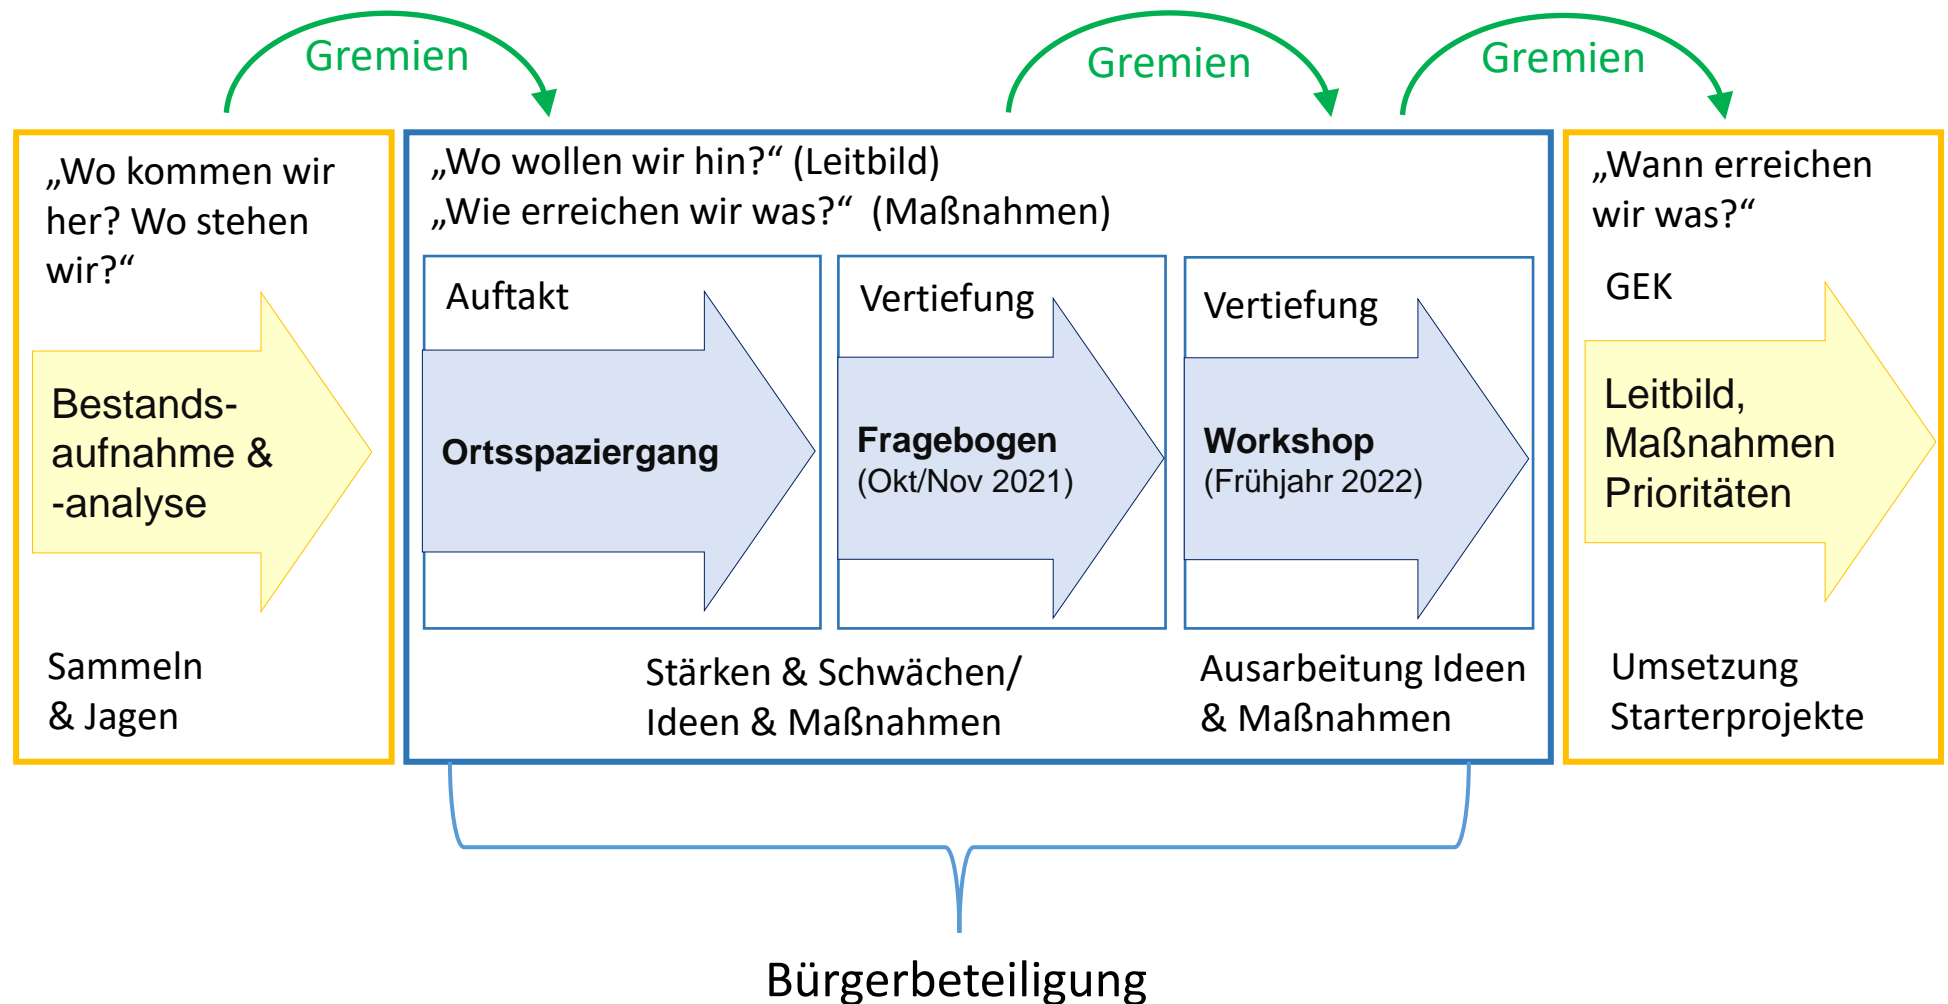 Gremien
Gremien
Gremien
„Wo kommen wir
her? Wo stehen
wir?“
Bestands-
aufnahme &
-analyse
Sammeln
& Jagen
„Wo wollen wir hin?“ (Leitbild)
„Wie erreichen wir was?“ (Maßnahmen)
Auftakt
Ortsspaziergang
Vertiefung
Fragebogen
(Okt/Nov 2021)
Vertiefung
Workshop
(Frühjahr 2022)
Stärken & Schwächen/
Ideen & Maßnahmen
Ausarbeitung Ideen
& Maßnahmen
„Wann erreichen
wir was?“
GEK
Leitbild,
Maßnahmen
Prioritäten
Umsetzung
Starterprojekte
Bürgerbeteiligung